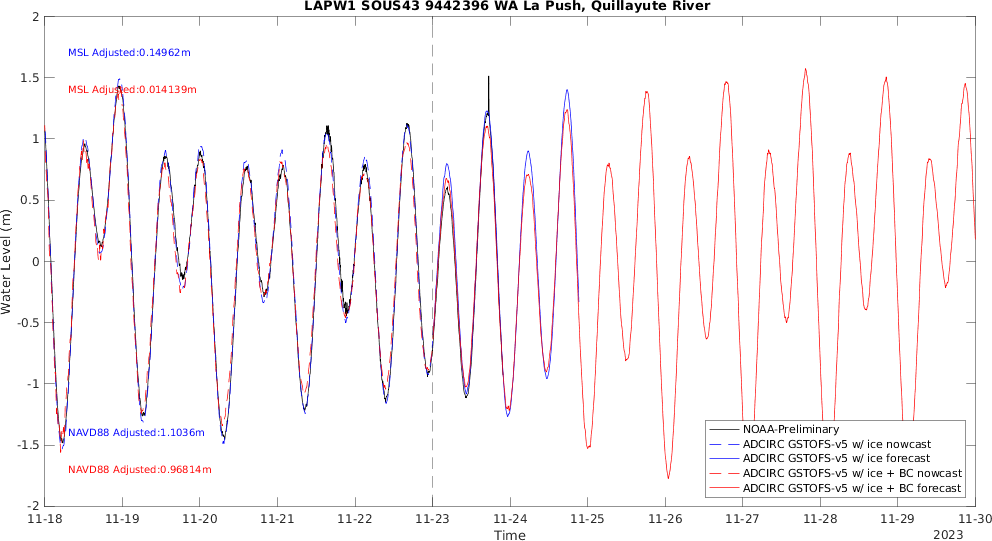 LAPW1 SOUS43 9442396 WA La Push, Quillayute River
MSL Adjusted:0.14962m
MSL Adjusted:0.014139m
NAVD88 Adjusted:1.1036m
NAVD88 Adjusted:0.96814m
Water Level (m)
2
1.5
1
0.5
0
-0.5
-1
-1.5
-2
NOAA-Preliminary
ADCIRC GSTOFS-v5 w/ ice nowcast
ADCIRC GSTOFS-v5 w/ ice forecast
ADCIRC GSTOFS-v5 w/ ice + BC nowcast
ADCIRC GSTOFS-v5 w/ ice + BC forecast
11-18 11-19 11-20 11-21 11-22 11-23 11-24 11-25 11-26 11-27 11-28 11-29 11-30
Time
2023